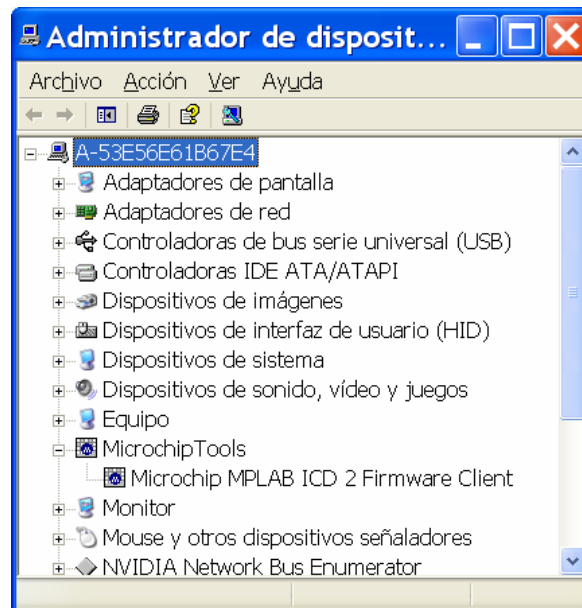 Administrador de disposit...
Archivo Acción Ver Ayuda
A-53E56E61B67E4
Adaptadores de pantalla
Adaptadores de red
Controladoras de bus serie universal (USB)
Controladoras IDE ATA/ATAPI
Dispositivos de imágenes
Dispositivos de interfaz de usuario (HID)
Dispositivos de sistema
Dispositivos de sonido, vídeo y juegos
Equipo
MicrochipTools
Microchip MPLAB ICD 2 Firmware Client
Monitor
Mouse y otros dispositivos señaladores
NVIDIA Network Bus Enumerator